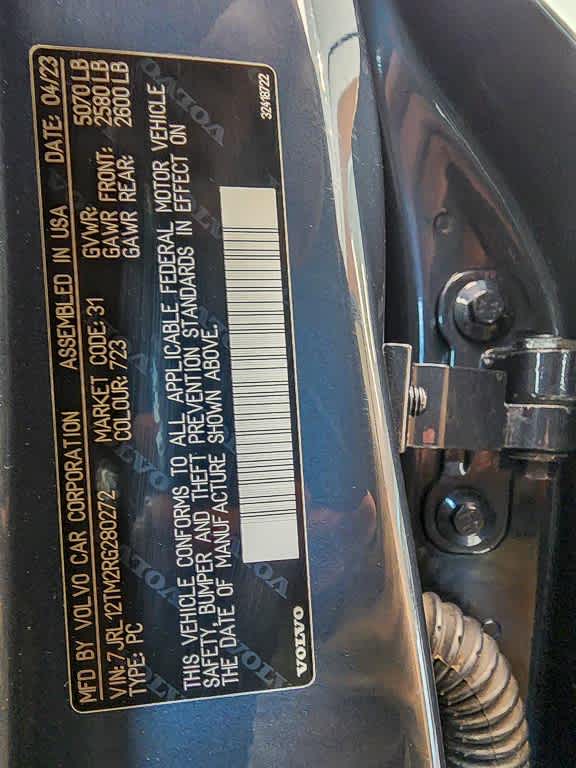 MFD BY VOLVO CAR CORPORATION ASSEMBLED IN USA DATE: 04/23
VIN:7JRL12TM2RG280272 MARKET CODE: 31 GVWR: 5070 LB
TYPE: PC COLOUR: 723 GAWR FRONT: 2580 LB
GAWR REAR: 2600 LB
THIS VEHICLE CONFORMS TO ALL APPLICABLE FEDERAL MOTOR VEHICLE
SAFETY, BUMPER AND THEFT PREVENTION STANDARDS IN EFFECT ON
THE DATE OF MANUFACTURE SHOWN ABOVE.
VOLVO 32418722